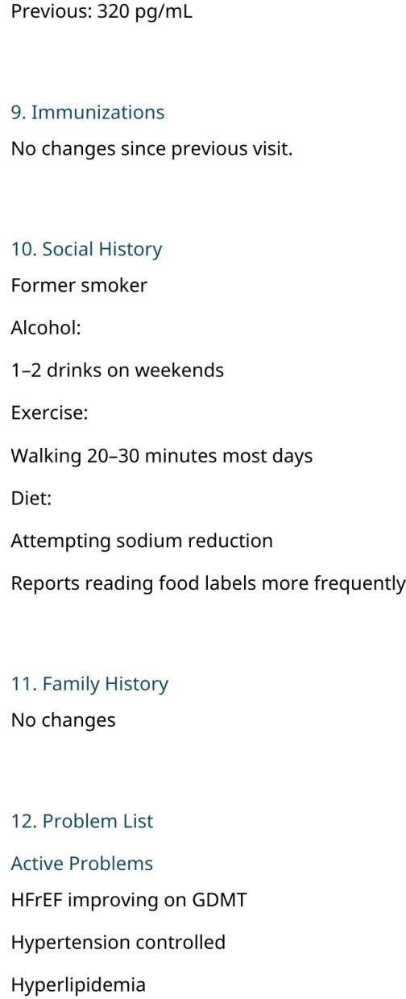 Previous: 320 pg/mL
9. Immunizations
No changes since previous visit.
10. Social History
Former smoker
Alcohol:
1–2 drinks on weekends
Exercise:
Walking 20–30 minutes most days
Diet:
Attempting sodium reduction
Reports reading food labels more frequently
11. Family History
No changes
12. Problem List
Active Problems
HFrEF improving on GDMT
Hypertension controlled
Hyperlipidemia